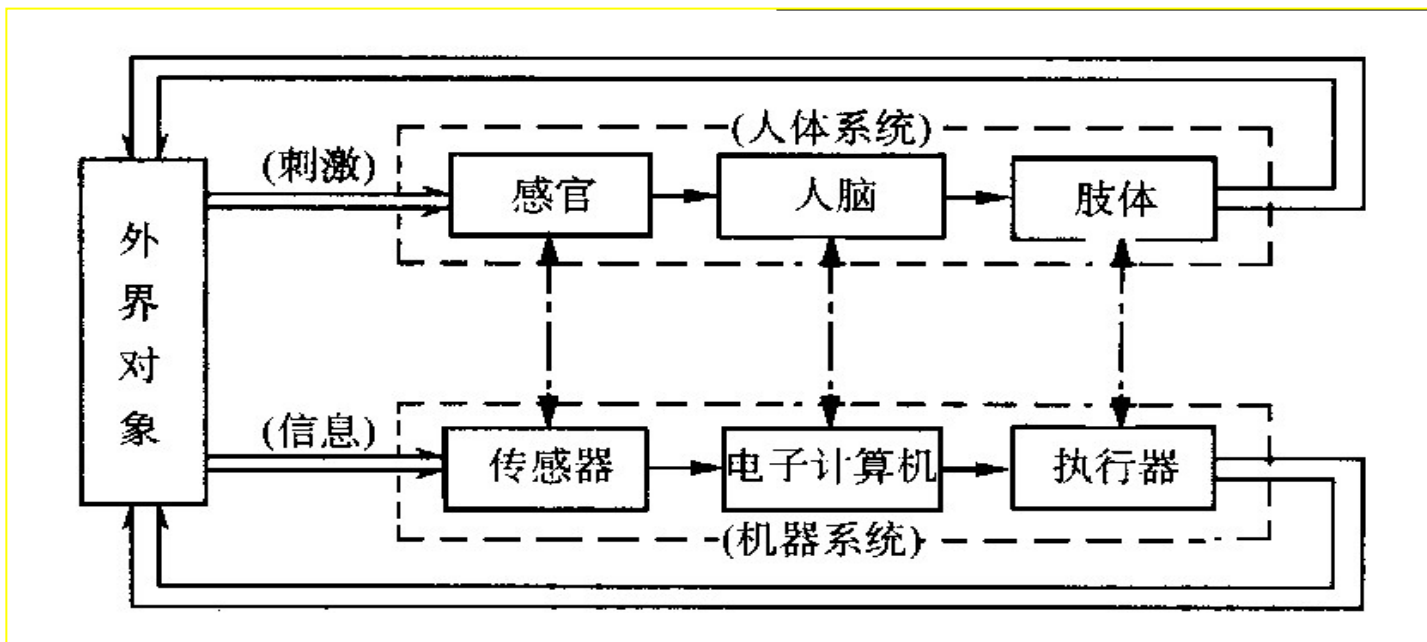 (人体系统)
(刺激)
感官
人脑
肢体
外界对象
(信息)
传感器
电子计算机
执行器
(机器系统)